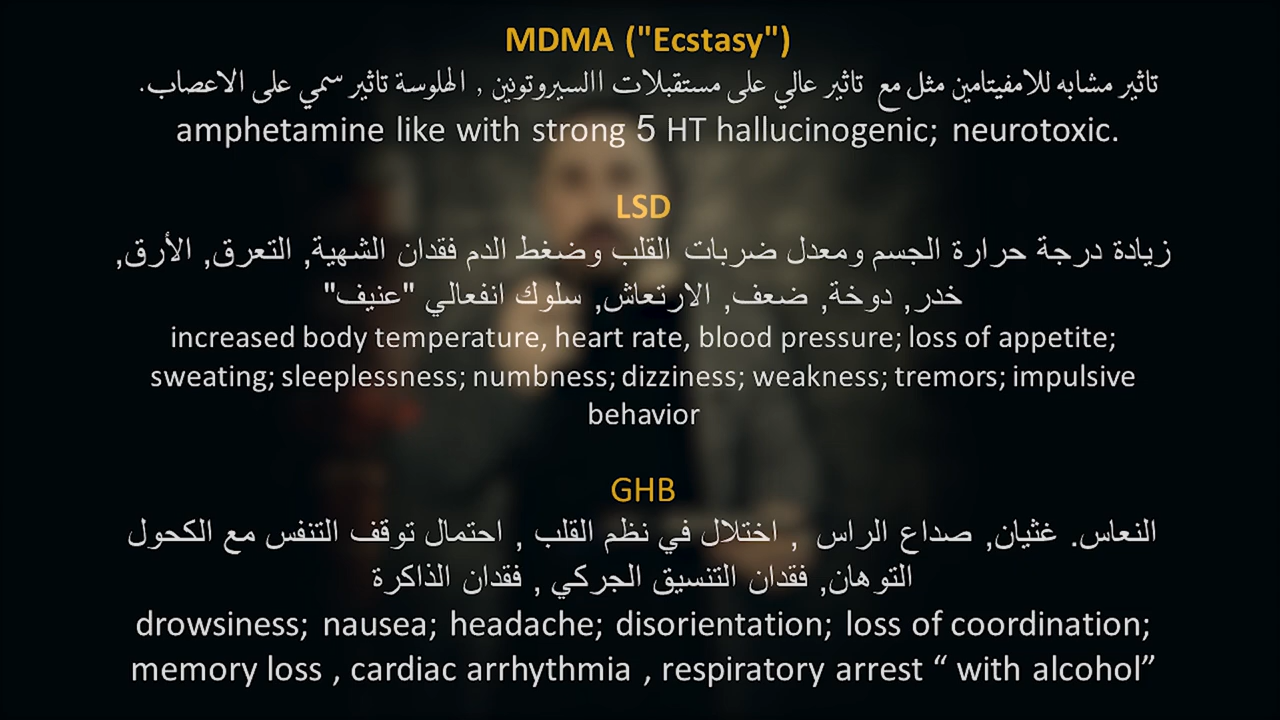 MDMA ("Ecstasy")
تاثير مشابه للامفيتامين مثل مع تاثير عالي على مستقبلات االسيروتونين , الهلوسة تاثير سمي على الاعصاب.
amphetamine like with strong 5 HT hallucinogenic; neurotoxic.
LSD
زيادة درجة حرارة الجسم ومعدل ضربات القلب وضغط الدم فقدان الشهية, التعرق, الأرق,
خدر, دوخة, ضعف, الارتعاش, سلوك انفعالي "عنيف"
increased body temperature, heart rate, blood pressure; loss of appetite;
sweating; sleeplessness; numbness; dizziness; weakness; tremors; impulsive
behavior
GHB
النعاس. غثيان, صداع الراس , اختلال في نظم القلب , احتمال توقف التنفس مع الكحول
التوهان, فقدان التنسيق الجركي , فقدان الذاكرة
drowsiness; nausea; headache; disorientation; loss of coordination;
memory loss , cardiac arrhythmia , respiratory arrest “ with alcohol”